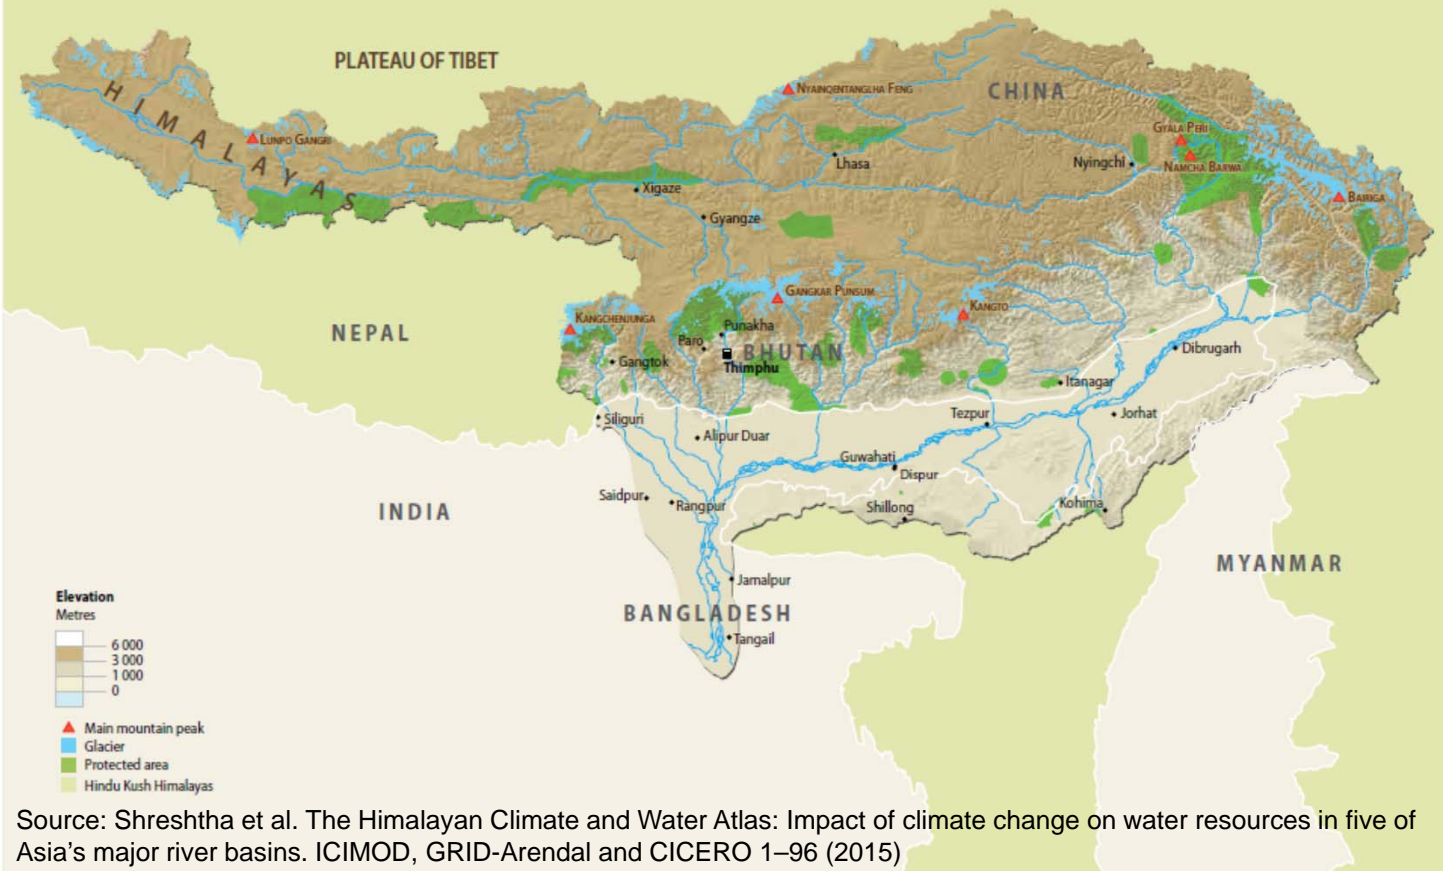 PLATEAU OF TIBET
NYAINQENTANGLHA FENG
CHINA
HIMALAYAS
LUNPO GANGRI
GYALA PERI
Lhasa
Nyingchi
NAMCHA BARWA
Xigaze
BAIRIGA
Gyangze
GANGKAR PUNSUM
KANGTO
KANGCHENJUNGA
NEPAL
Punakha
Paro
BHUTAN
Dibrugarh
Gangtok
Thimphu
Itanagar
Siliguri
Tezpur
Jorhat
Alipur Duar
Guwahati
Dispur
Saidpur
Rangpur
Shillong
Kohima
INDIA
MYANMAR
Jamalpur
BANGLADESH
Tangail
Elevation
Metres
6 000
3 000
1 000
0
Main mountain peak
Glacier
Protected area
Hindu Kush Himalayas
Source: Shreshtha et al. The Himalayan Climate and Water Atlas: Impact of climate change on water resources in five of
Asia’s major river basins. ICIMOD, GRID-Arendal and CICERO 1–96 (2015)